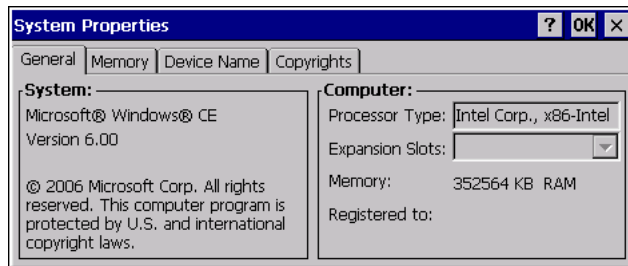 System Properties ? OK ×
General Memory Device Name Copyrights
System:
Microsoft® Windows® CE
Version 6.00
© 2006 Microsoft Corp. All rights
reserved. This computer program is
protected by U.S. and international
copyright laws.
Computer:
Processor Type: Intel Corp., x86-Intel
Expansion Slots:
Memory: 352564 KB RAM
Registered to: